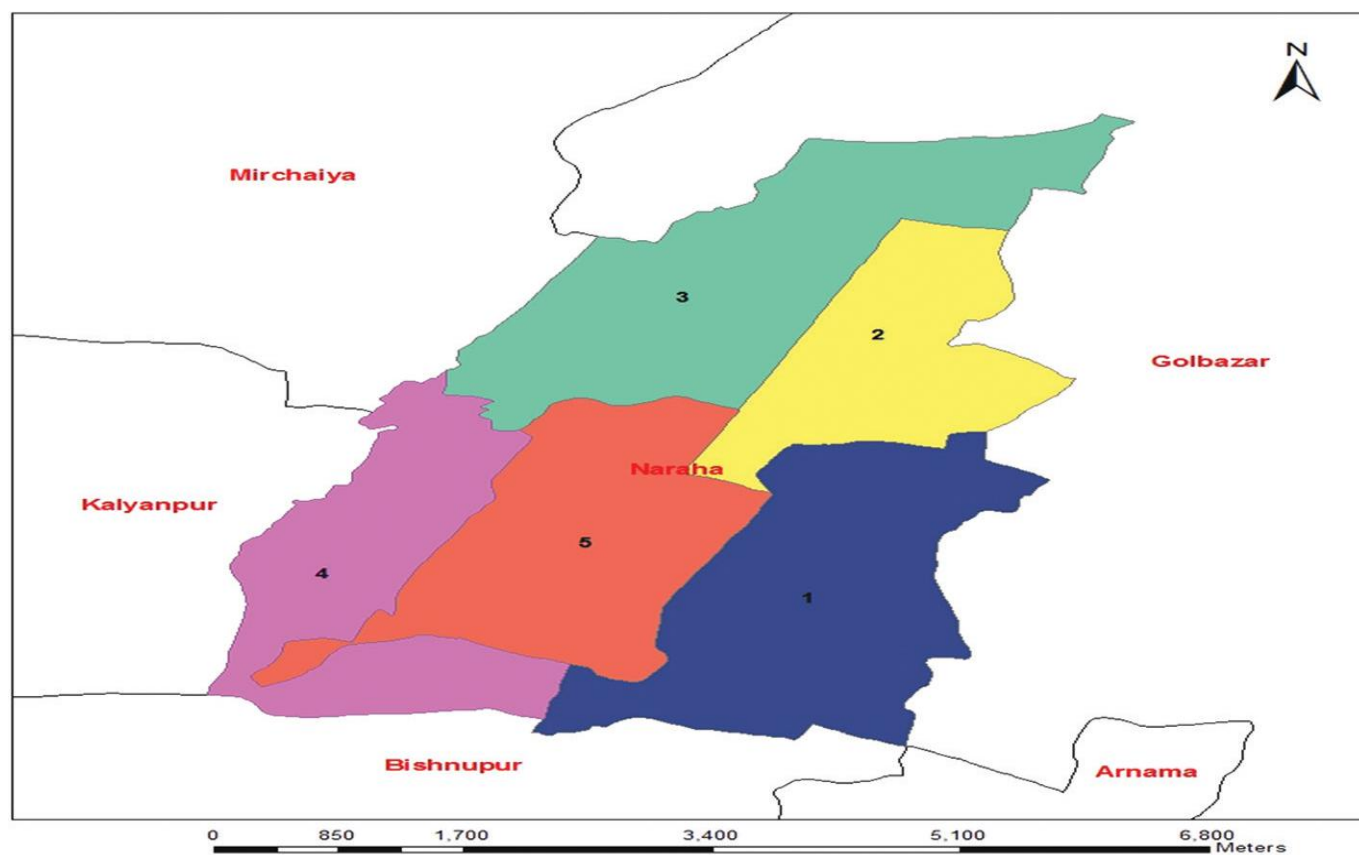 N
Mirchaiya
3
2
Golbazar
Naraha
Kalyanpur
5
4
1
Bishnupur
Arnama
0 850 1,700 3,400 5,100 6,800
Meters